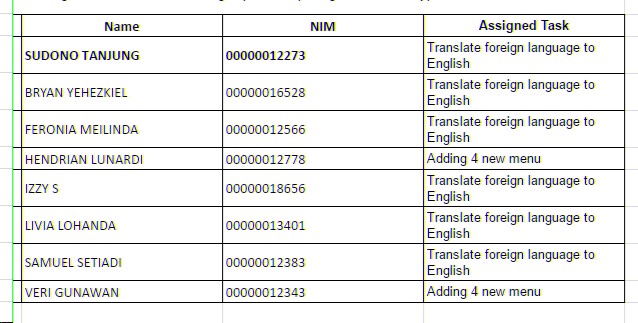 Name NIM Assigned Task
SUDONO TANJUNG 00000012273 Translate foreign language to
English
BRYAN YEHEZKIEL 00000016528 Translate foreign language to
English
FERONIA MEILINDA 00000012566 Translate foreign language to
English
HENDRIAN LUNARDI 00000012778 Adding 4 new menu
IZZY S 00000018656 Translate foreign language to
English
LIVIA LOHANDA 00000013401 Translate foreign language to
English
SAMUEL SETIADI 00000012383 Translate foreign language to
English
VERI GUNAWAN 00000012343 Adding 4 new menu